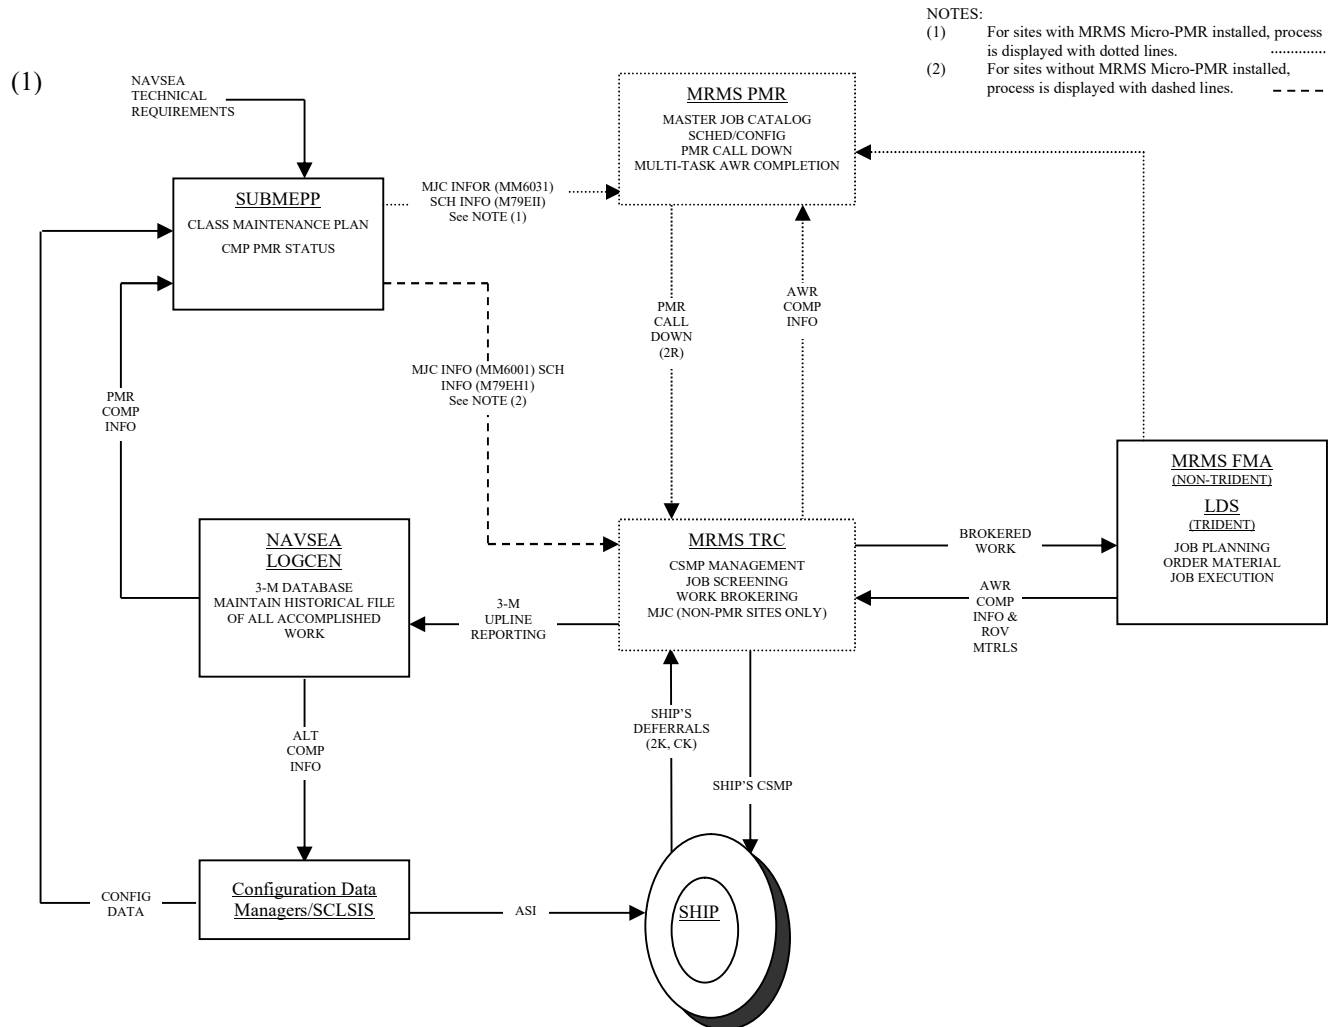 NOTES:
(1) For sites with MRMS Micro-PMR installed, process
is displayed with dotted lines.
(2) For sites without MRMS Micro-PMR installed,
process is displayed with dashed lines.
(1)
NAVSEA
TECHNICAL
REQUIREMENTS
MRMS PMR
MASTER JOB CATALOG
SCHED/CONFIG
PMR CALL DOWN
MULTI-TASK AWR COMPLETION
SUBMEPP
CLASS MAINTENANCE PLAN
CMP PMR STATUS
MJC INFOR (MM6031)
SCH INFO (M79EII)
See NOTE (1)
PMR
CALL
DOWN
(2R)
AWR
COMP
INFO
MJC INFO (MM6001) SCH
INFO (M79EH1)
See NOTE (2)
PMR
COMP
INFO
MRMS FMA
(NON-TRIDENT)
LDS
(TRIDENT)
JOB PLANNING
ORDER MATERIAL
JOB EXECUTION
NAVSEA
LOGCEN
3-M DATABASE
MAINTAIN HISTORICAL FILE
OF ALL ACCOMPLISHED
WORK
MRMS TRC
CSMP MANAGEMENT
JOB SCREENING
WORK BROKERING
MJC (NON-PMR SITES ONLY)
BROKERED
WORK
AWR
COMP
INFO &
ROV
MTRLS
3-M
UPLINE
REPORTING
SHIP'S
DEFERRALS
(2K, CK)
ALT
COMP
INFO
SHIP'S CSMP
Configuration Data
Managers/SCLSIS
CONFIG
DATA
ASI
SHIP